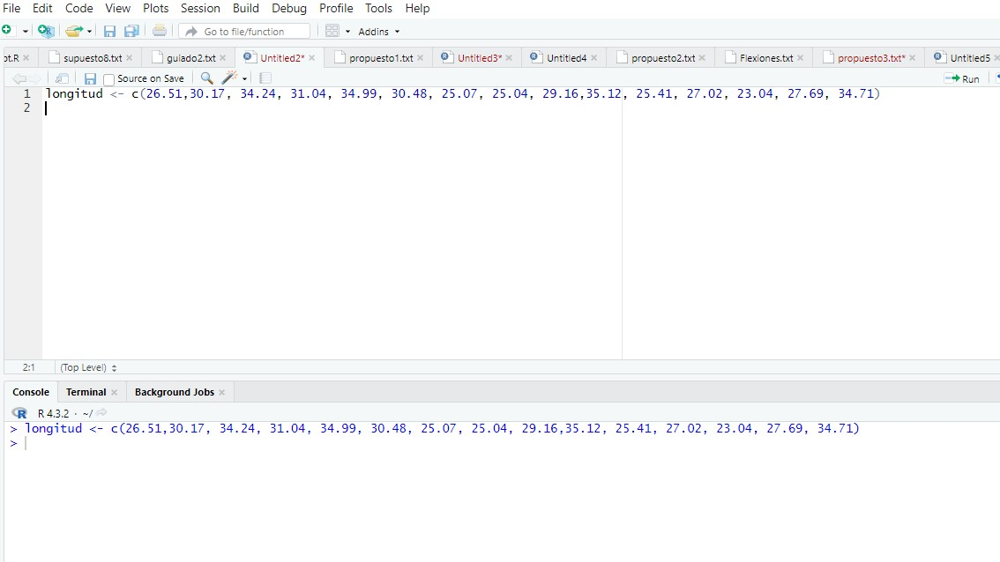 File Edit Code View Plots Session Build Debug Profile Tools Help
Go to file/function Addins
ot.R supuesto8.txt guiado2.txt Untitled2* propuesto1.txt Untitled3* Untitled4 propuesto2.txt Flexiones.txt propuesto3.txt* Untitled5
Source on Save Run
1 longitud <- c(26.51,30.17, 34.24, 31.04, 34.99, 30.48, 25.07, 25.04, 29.16,35.12, 25.41, 27.02, 23.04, 27.69, 34.71)
2
2:1 (Top Level)
Console Terminal Background Jobs
R R 4.3.2 · ~/
> longitud <- c(26.51,30.17, 34.24, 31.04, 34.99, 30.48, 25.07, 25.04, 29.16,35.12, 25.41, 27.02, 23.04, 27.69, 34.71)
>